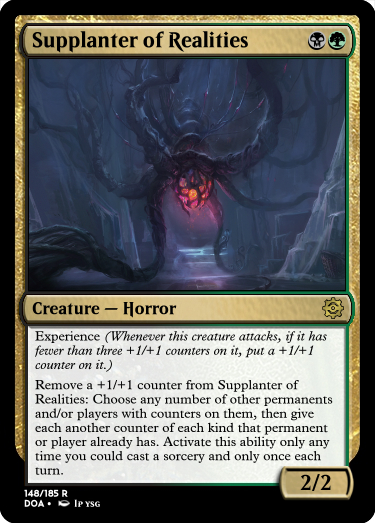 Supplanter of Realities
Creature — Horror
Experience (Whenever this creature attacks, if it has
fewer than three +1/+1 counters on it, put a +1/+1
counter on it.)
Remove a +1/+1 counter from Supplanter of
Realities: Choose any number of other permanents
and/or players with counters on them, then give
each another counter of each kind that permanent
or player already has. Activate this ability only any
time you could cast a sorcery and only once each
turn.
2/2
148/185 R
DOA • Ip YSG